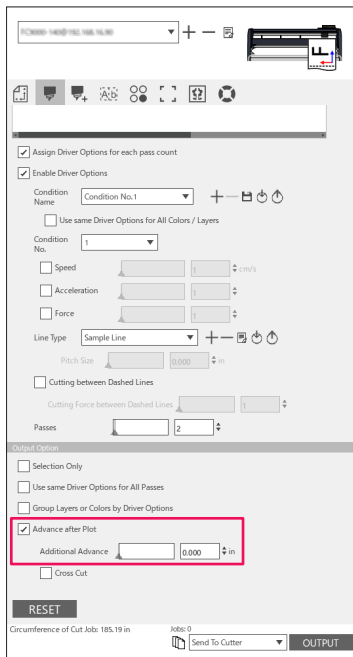 Assign Driver Options for each pass count
Enable Driver Options
Condition Name
Condition No.1
Use same Driver Options for All Colors / Layers
Condition No.
1
Speed
1
cm/s
Acceleration
1
Force
1
Line Type
Sample Line
Pitch Size
0.000
in
Cutting between Dashed Lines
Cutting Force between Dashed Lines
1
Passes
2
Output Option
Selection Only
Use same Driver Options for All Passes
Group Layers or Colors by Driver Options
Advance after Plot
Additional Advance
0.000
in
Cross Cut
RESET
Circumference of Cut Job: 185.19 in
Jobs: 0
Send To Cutter
OUTPUT